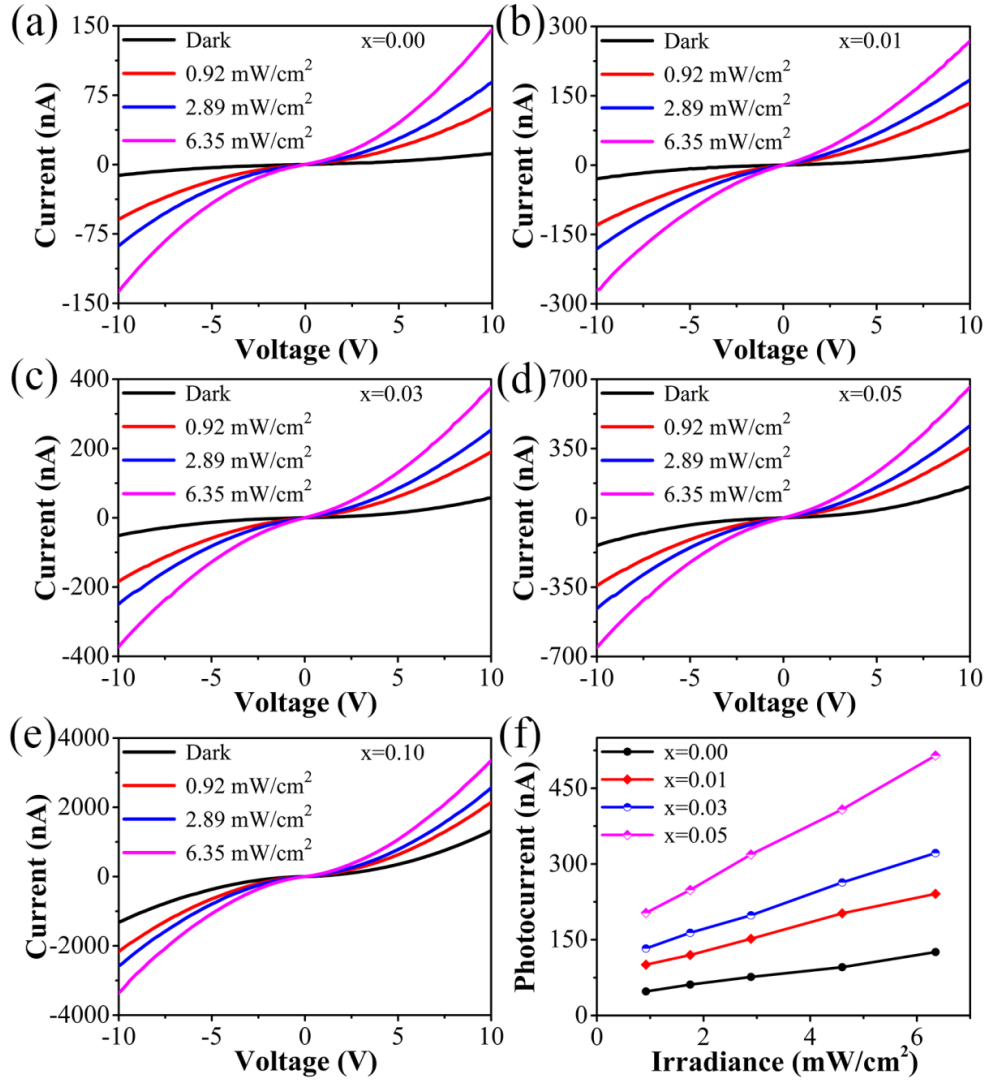 (a)
150
75
0
-75
-150
Current (nA)
Dark x=0.00
0.92 mW/cm²
2.89 mW/cm²
6.35 mW/cm²
-10 -5 0 5 10
Voltage (V)
(b)
300
150
0
-150
-300
Current (nA)
Dark x=0.01
0.92 mW/cm²
2.89 mW/cm²
6.35 mW/cm²
-10 -5 0 5 10
Voltage (V)
(c)
400
200
0
-200
-400
Current (nA)
Dark x=0.03
0.92 mW/cm²
2.89 mW/cm²
6.35 mW/cm²
-10 -5 0 5 10
Voltage (V)
(d)
700
350
0
-350
-700
Current (nA)
Dark x=0.05
0.92 mW/cm²
2.89 mW/cm²
6.35 mW/cm²
-10 -5 0 5 10
Voltage (V)
(e)
4000
2000
0
-2000
-4000
Current (nA)
Dark x=0.10
0.92 mW/cm²
2.89 mW/cm²
6.35 mW/cm²
-10 -5 0 5 10
Voltage (V)
(f)
450
300
150
0
Photocurrent (nA)
x=0.00
x=0.01
x=0.03
x=0.05
0 2 4 6
Irradiance (mW/cm²)